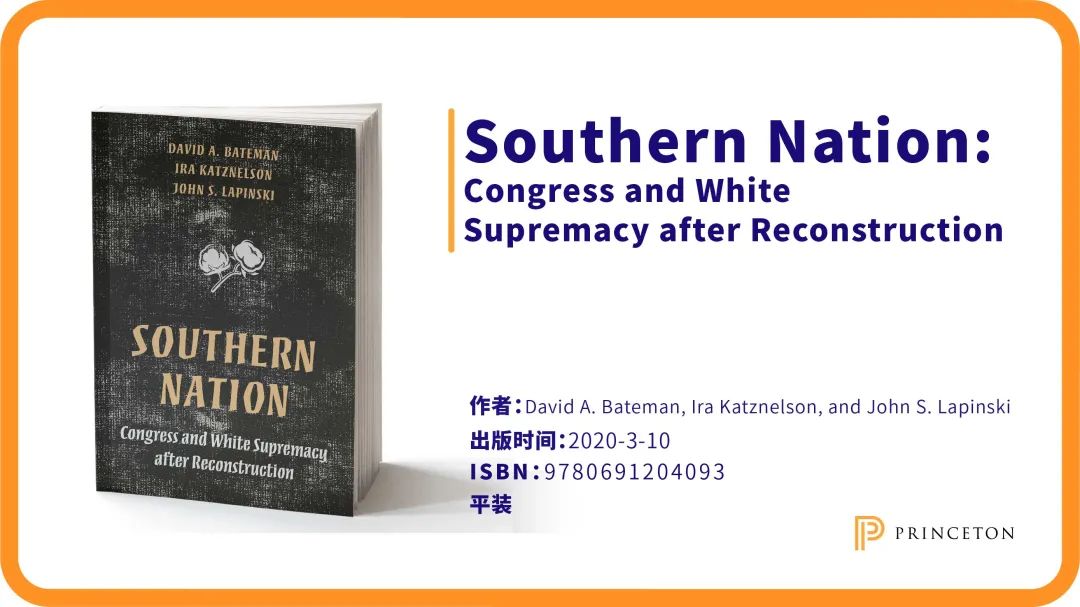 DAVID A. BATEMAN
IRA KATZNELSON
JOHN S. LAPINSKI
SOUTHERN
NATION
Congress and White Supremacy
after Reconstruction
Southern Nation:
Congress and White
Supremacy after Reconstruction
作者：David A. Bateman, Ira Katznelson, and John S. Lapinski
出版时间：2020-3-10
ISBN：9780691204093
平装
PRINCETON